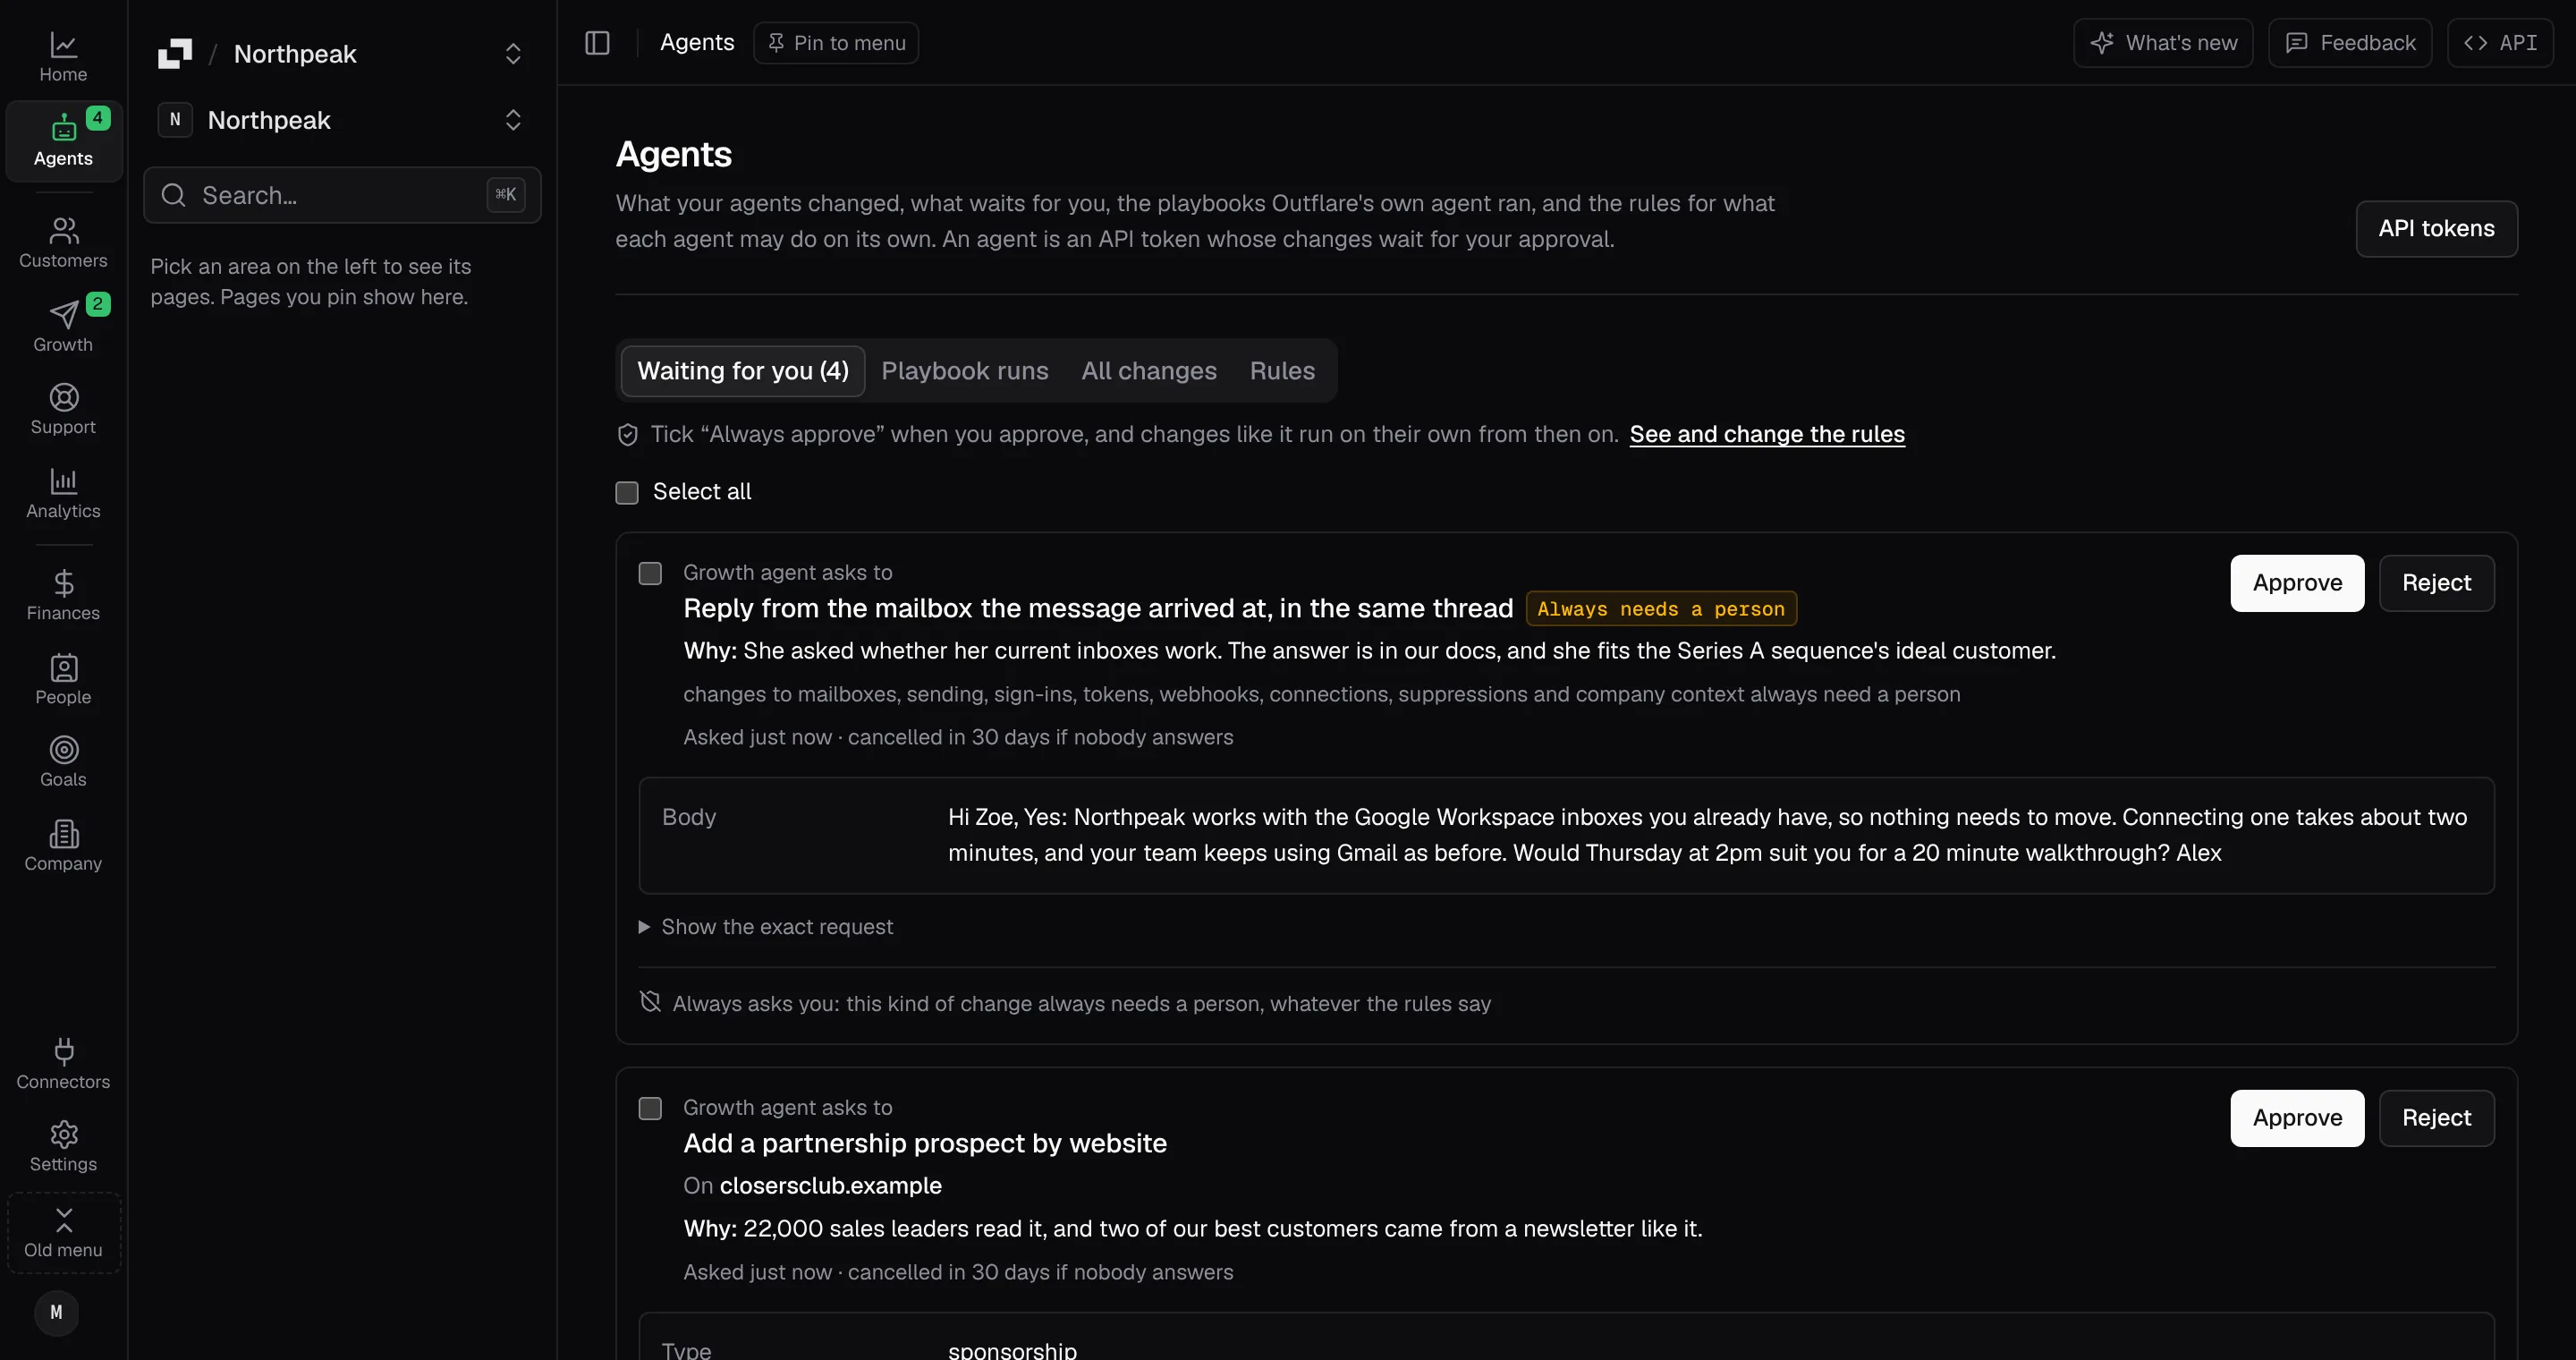 Home
Agents
4
Customers
Growth
2
Support
Analytics
Finances
People
Goals
Company
Connectors
Settings
Old menu
M
/ Northpeak
N Northpeak
Search... ⌘K
Pick an area on the left to see its
pages. Pages you pin show here.
Agents
Pin to menu
What's new
Feedback
API
Agents
What your agents changed, what waits for you, the playbooks Outflare's own agent ran, and the rules for what
each agent may do on its own. An agent is an API token whose changes wait for your approval.
API tokens
Waiting for you (4)
Playbook runs
All changes
Rules
Tick “Always approve” when you approve, and changes like it run on their own from then on. See and change the rules
Select all
Growth agent asks to
Reply from the mailbox the message arrived at, in the same thread Always needs a person
Approve
Reject
Why: She asked whether her current inboxes work. The answer is in our docs, and she fits the Series A sequence's ideal customer.
changes to mailboxes, sending, sign-ins, tokens, webhooks, connections, suppressions and company context always need a person
Asked just now · cancelled in 30 days if nobody answers
Body
Hi Zoe, Yes: Northpeak works with the Google Workspace inboxes you already have, so nothing needs to move. Connecting one takes about two
minutes, and your team keeps using Gmail as before. Would Thursday at 2pm suit you for a 20 minute walkthrough? Alex
Show the exact request
Always asks you: this kind of change always needs a person, whatever the rules say
Growth agent asks to
Add a partnership prospect by website
Approve
Reject
On closersclub.example
Why: 22,000 sales leaders read it, and two of our best customers came from a newsletter like it.
Asked just now · cancelled in 30 days if nobody answers
Type
sponsorship